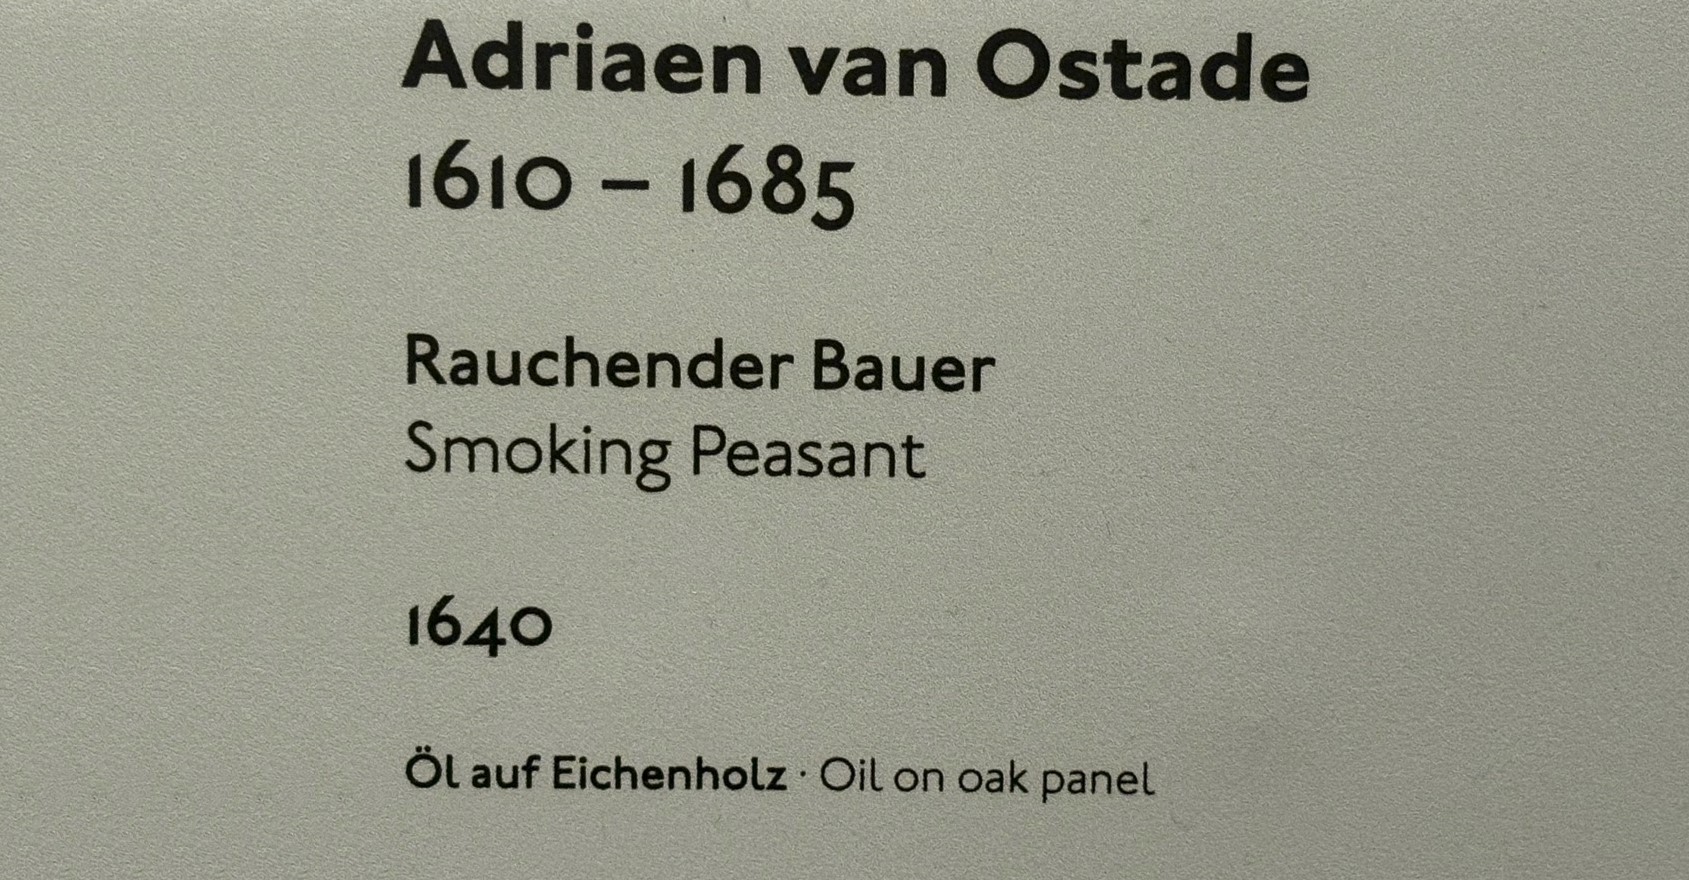 Adriaen van Ostade
1610 – 1685
Rauchender Bauer
Smoking Peasant
1640
Öl auf Eichenholz · Oil on oak panel